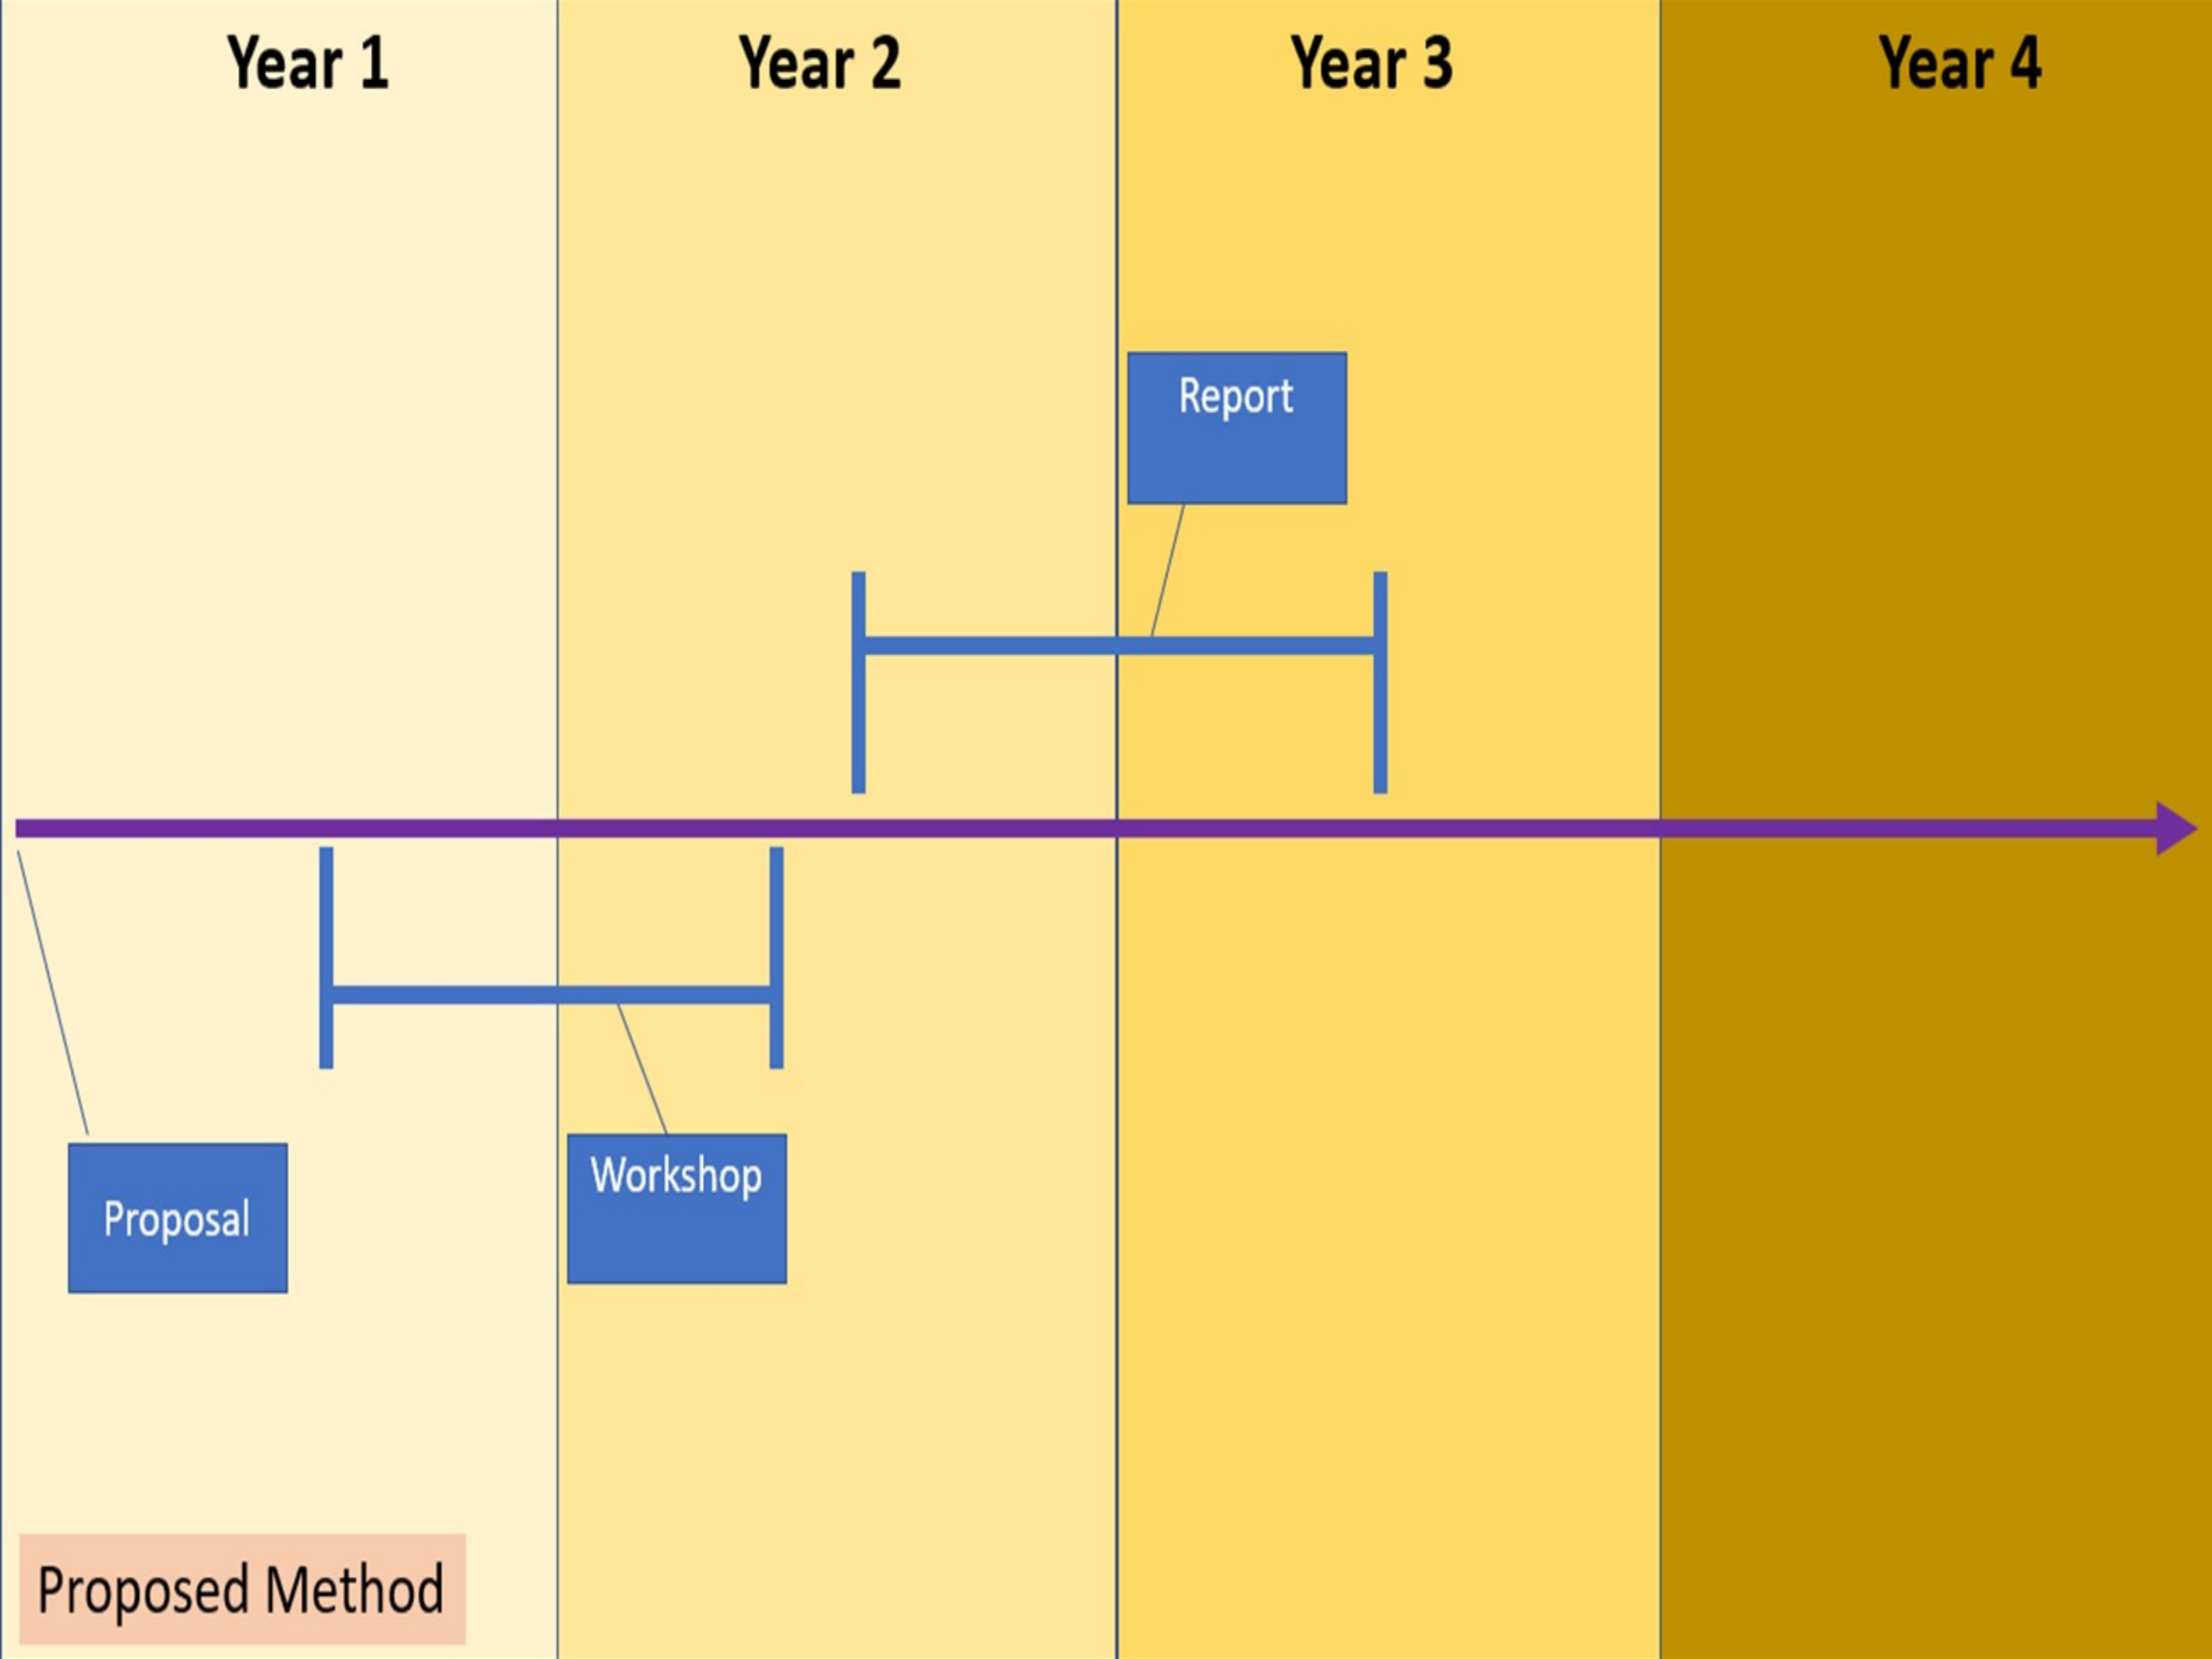 Year 1
Year 2
Year 3
Year 4
Report
Workshop
Proposal
Proposed Method